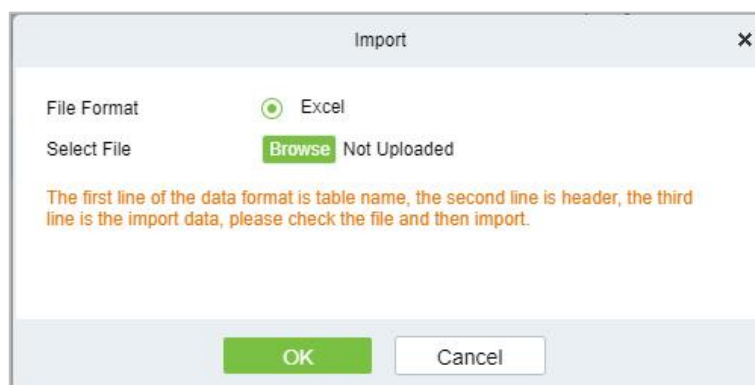 Import
File Format Excel
Select File Browse Not Uploaded
The first line of the data format is table name, the second line is header, the third
line is the import data, please check the file and then import.
OK Cancel